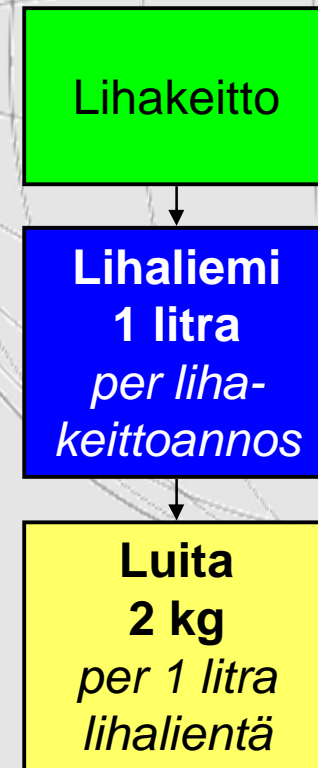 Lihakeitto
Lihaliemi
1 litra
per liha-
keittoannos
Luita
2 kg
per 1 litra
lihalientä